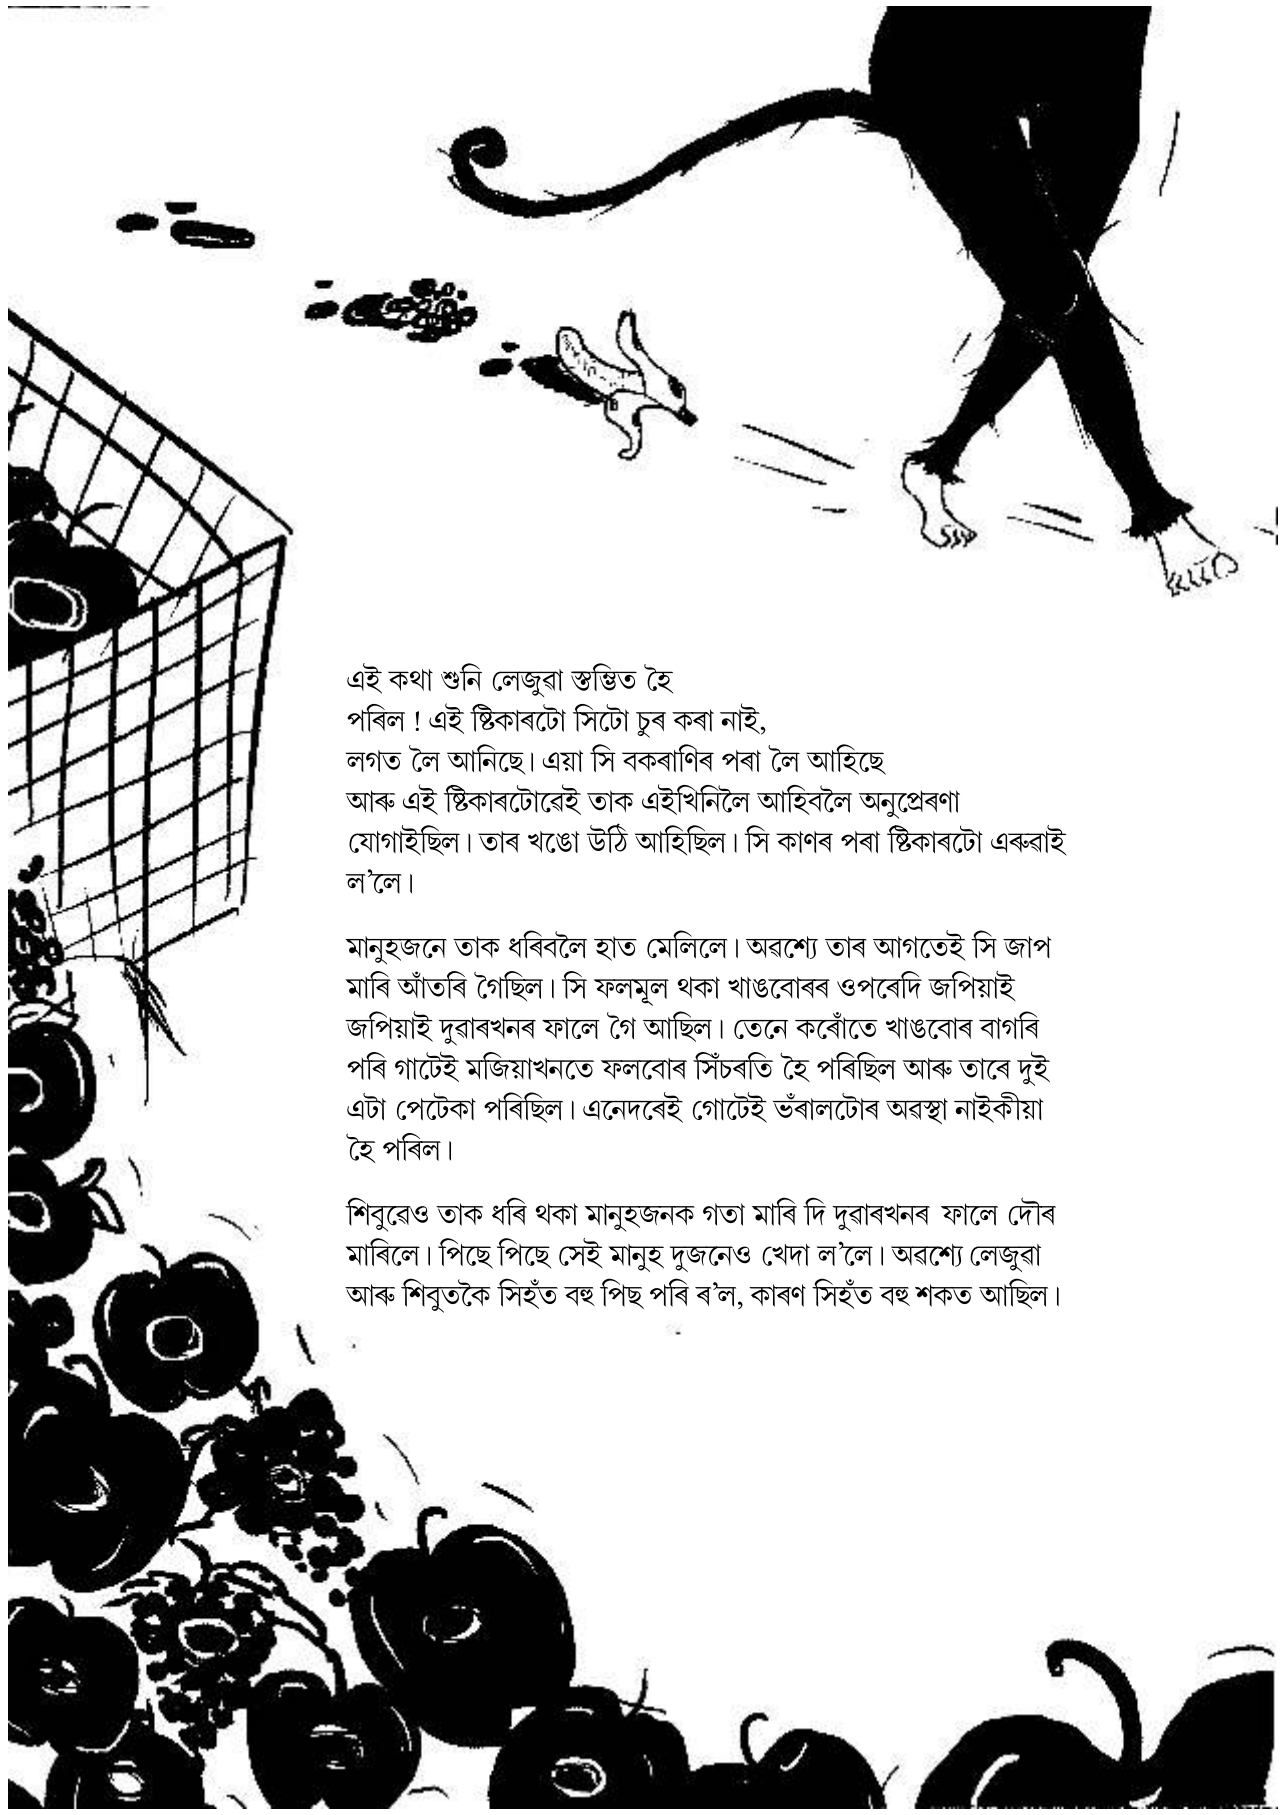 এই কথা শুনি লেজুৱা স্তম্ভিত হৈ
পৰিল ! এই ষ্টিকাৰটো সিটো চুৰ কৰা নাই,
লগত লৈ আনিছে। এয়া সি বকৰাণিৰ পৰা লৈ আহিছে
আৰু এই ষ্টিকাৰটোৱেই তাক এইখিনিলৈ আহিবলৈ অনুপ্ৰেৰণা
যোগাইছিল। তাৰ খঙো উঠি আহিছিল। সি কাণৰ পৰা ষ্টিকাৰটো এৰুৱাই
ল’লে।
মানুহজনে তাক ধৰিবলৈ হাত মেলিলে। অৱশ্যে তাৰ আগতেই সি জাপ
মাৰি আঁতৰি গৈছিল। সি ফলমূল থকা খাঙবোৰৰ ওপৰেদি জপিয়াই
জপিয়াই দুৱাৰখনৰ ফালে গৈ আছিল। তেনে কৰোঁতে খাঙবোৰ বাগৰি
পৰি গাটেই মজিয়াখনতে ফলবোৰ সিঁচৰতি হৈ পৰিছিল আৰু তাৰে দুই
এটা পেটেকা পৰিছিল। এনেদৰেই গোটেই ভঁৰালটোৰ অৱস্থা নাইকীয়া
হৈ পৰিল।
শিবুৱেও তাক ধৰি থকা মানুহজনক গতা মাৰি দি দুৱাৰখনৰ ফালে দৌৰ
মাৰিলে। পিছে পিছে সেই মানুহ দুজনেও খেদা ল’লে। অৱশ্যে লেজুৱা
আৰু শিবুতকৈ সিহঁত বহু পিছ পৰি ৰ’ল, কাৰণ সিহঁত বহু শকত আছিল।